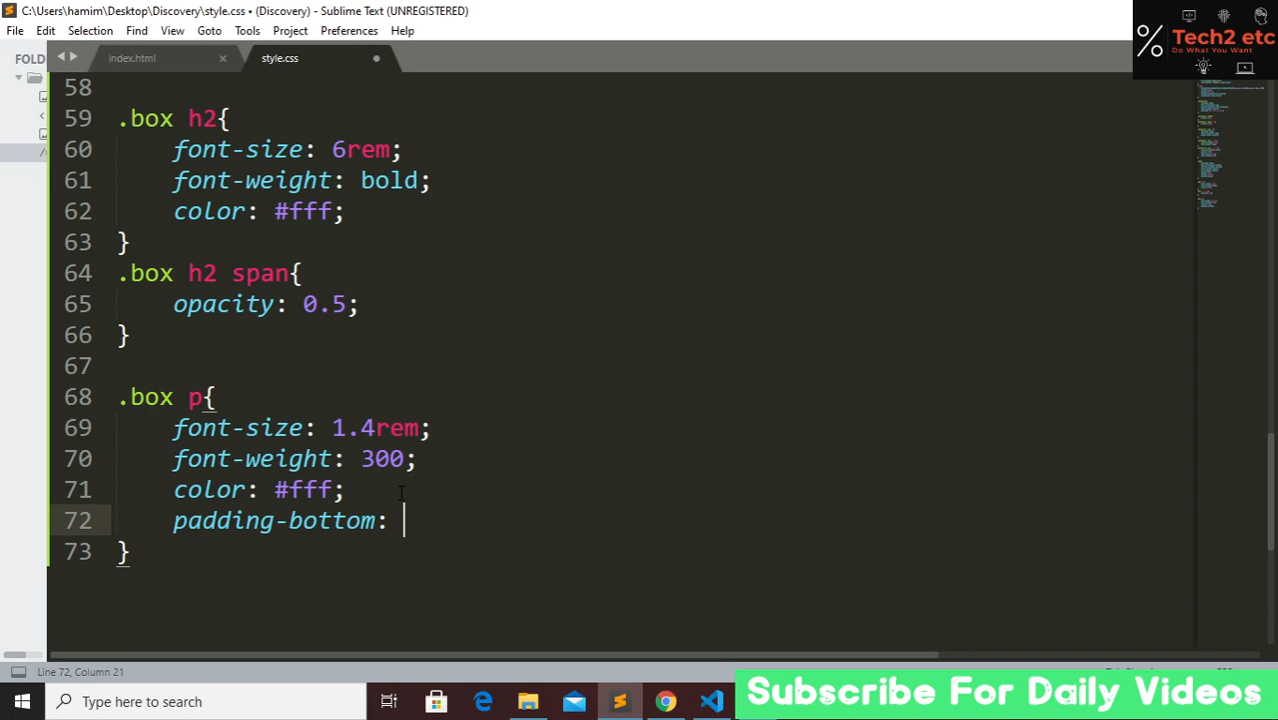 C:\Users\hamim\Desktop\Discovery\style.css • (Discovery) - Sublime Text (UNREGISTERED)
File Edit Selection Find View Goto Tools Project Preferences Help
Tech2 etc
Do What You Want
FOLD
index.html × style.css •
58
59 .box h2{
60 font-size: 6rem;
61 font-weight: bold;
62 color: #fff;
63 }
64 .box h2 span{
65 opacity: 0.5;
66 }
67
68 .box p{
69 font-size: 1.4rem;
70 font-weight: 300;
71 color: #fff;
72 padding-bottom:
73 }
Line 72, Column 21
Type here to search
Subscribe For Daily Videos